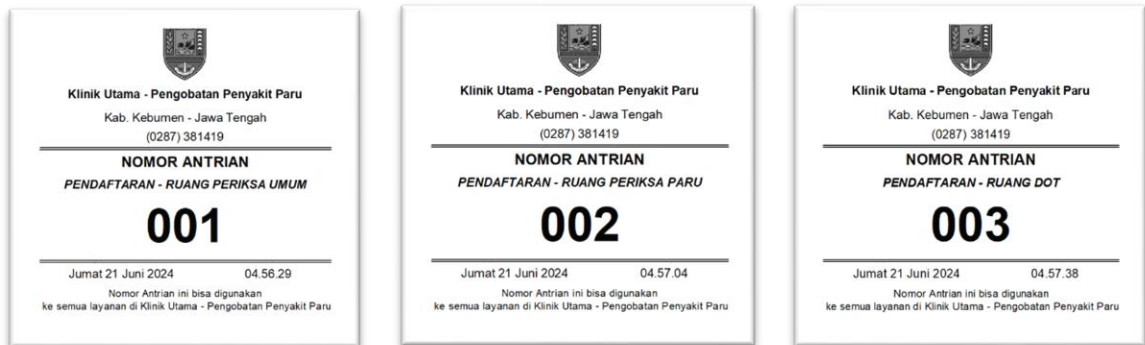 Klinik Utama - Pengobatan Penyakit Paru
Kab. Kebumen - Jawa Tengah
(0287) 381419
NOMOR ANTRIAN
PENDAFTARAN - RUANG PERIKSA UMUM
001
Jumat 21 Juni 2024 04.56.29
Nomor Antrian ini bisa digunakan
ke semua layanan di Klinik Utama - Pengobatan Penyakit Paru
Klinik Utama - Pengobatan Penyakit Paru
Kab. Kebumen - Jawa Tengah
(0287) 381419
NOMOR ANTRIAN
PENDAFTARAN - RUANG PERIKSA PARU
002
Jumat 21 Juni 2024 04.57.04
Nomor Antrian ini bisa digunakan
ke semua layanan di Klinik Utama - Pengobatan Penyakit Paru
Klinik Utama - Pengobatan Penyakit Paru
Kab. Kebumen - Jawa Tengah
(0287) 381419
NOMOR ANTRIAN
PENDAFTARAN - RUANG DOT
003
Jumat 21 Juni 2024 04.57.38
Nomor Antrian ini bisa digunakan
ke semua layanan di Klinik Utama - Pengobatan Penyakit Paru